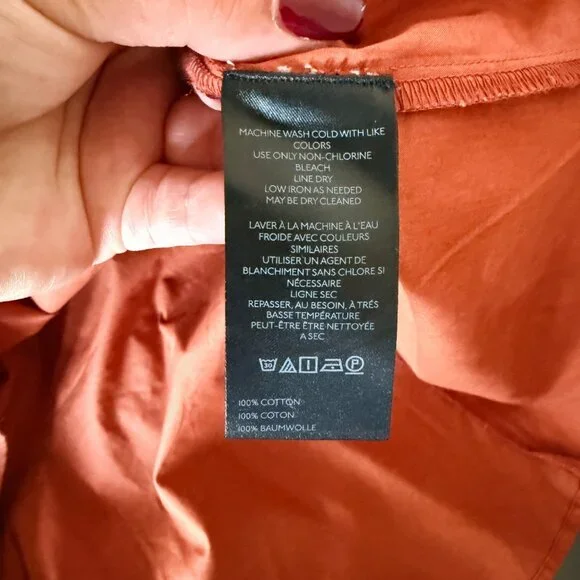 MACHINE WASH COLD WITH LIKE
COLORS
USE ONLY NON-CHLORINE
BLEACH
LINE DRY
LOW IRON AS NEEDED
MAY BE DRY CLEANED
LAVER À LA MACHINE À L'EAU
FROIDE AVEC COULEURS
SIMILAIRES
UTILISER UN AGENT DE
BLANCHIMENT SANS CHLORE SI
NÉCESSAIRE
LIGNE SEC
REPASSER, AU BESOIN, À TRÉS
BASSE TEMPÉRATURE
PEUT-ÊTRE ÊTRE NETTOYÉE
A SEC
30 P
100% COTTON
100% COTON
100% BAUMWOLLE